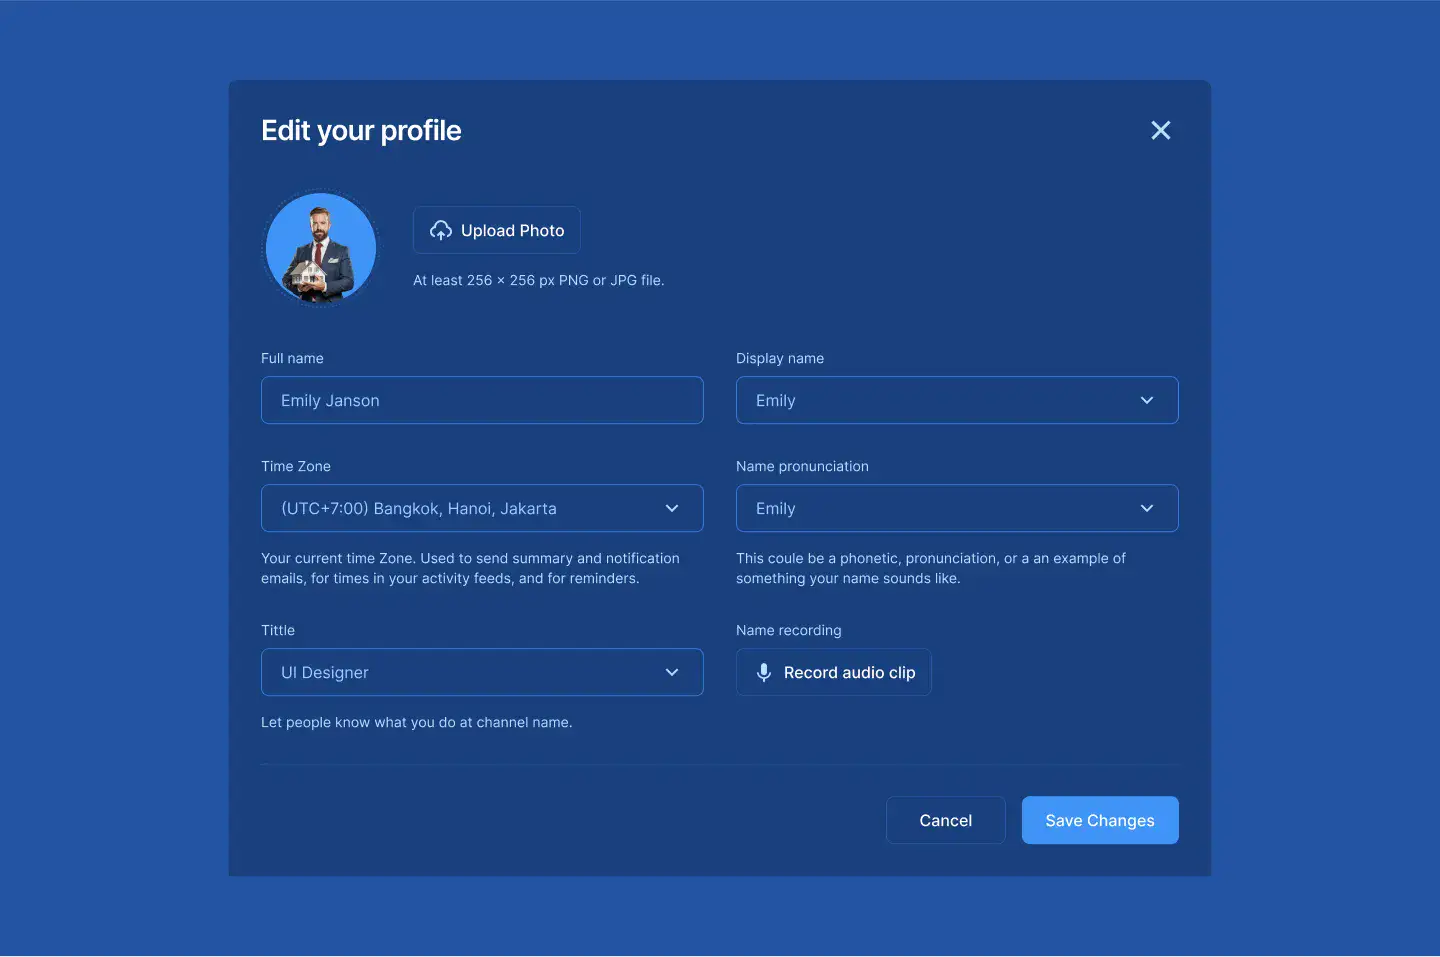 Edit your profile
Upload Photo
At least 256 × 256 px PNG or JPG file.
Full name
Emily Janson
Display name
Emily
Time Zone
(UTC+7:00) Bangkok, Hanoi, Jakarta
Your current time Zone. Used to send summary and notification
emails, for times in your activity feeds, and for reminders.
Name pronunciation
Emily
This coule be a phonetic, pronunciation, or a an example of
something your name sounds like.
Tittle
UI Designer
Let people know what you do at channel name.
Name recording
Record audio clip
Cancel
Save Changes